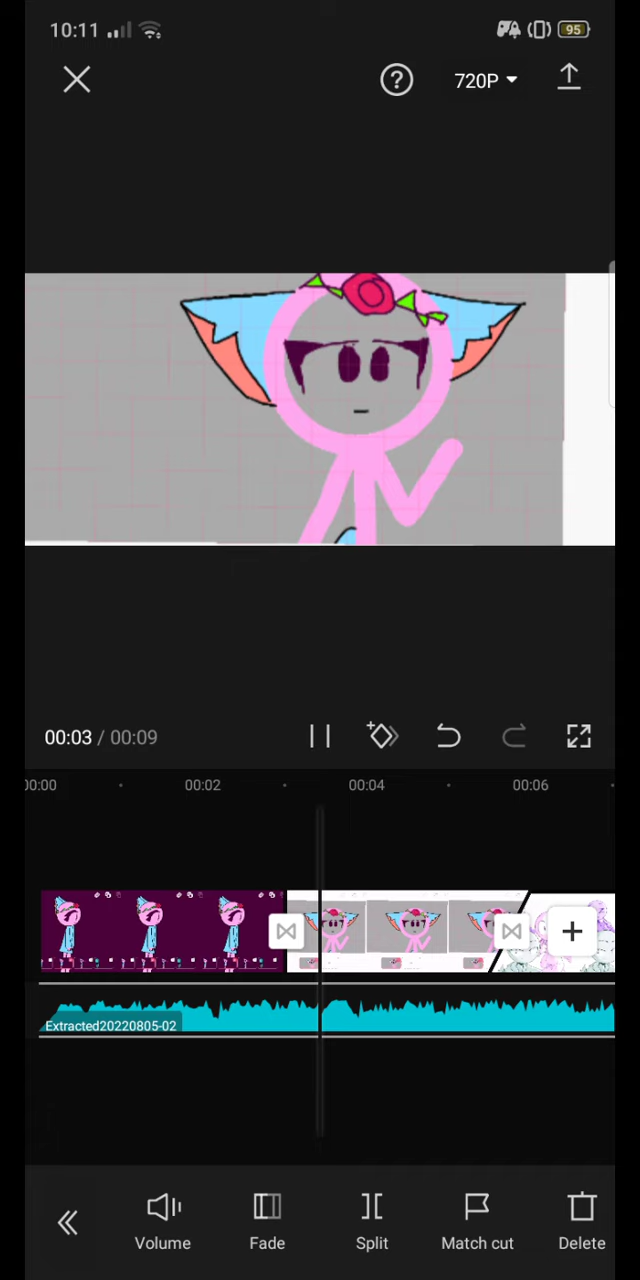 10:11
95
720P
00:03 / 00:09
00:00 00:02 00:04 00:06
Extracted20220805-02
Volume Fade Split Match cut Delete